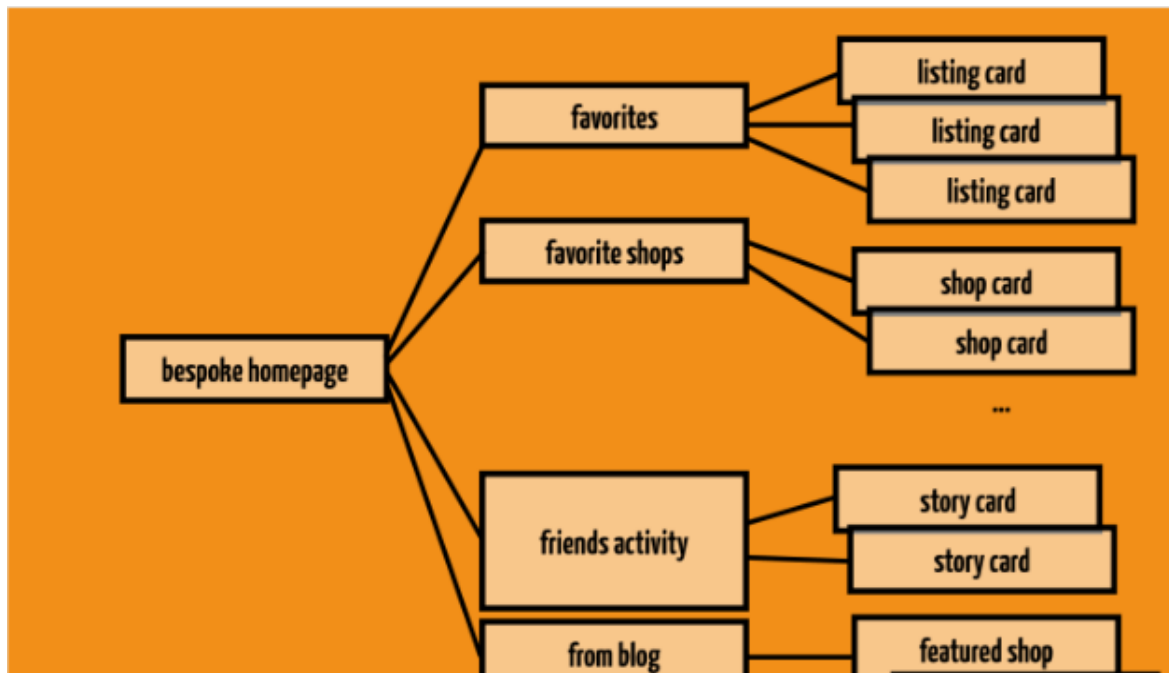 listing card
favorites
listing card
listing card
favorite shops
shop card
shop card
bespoke homepage
...
story card
friends activity
story card
from blog
featured shop